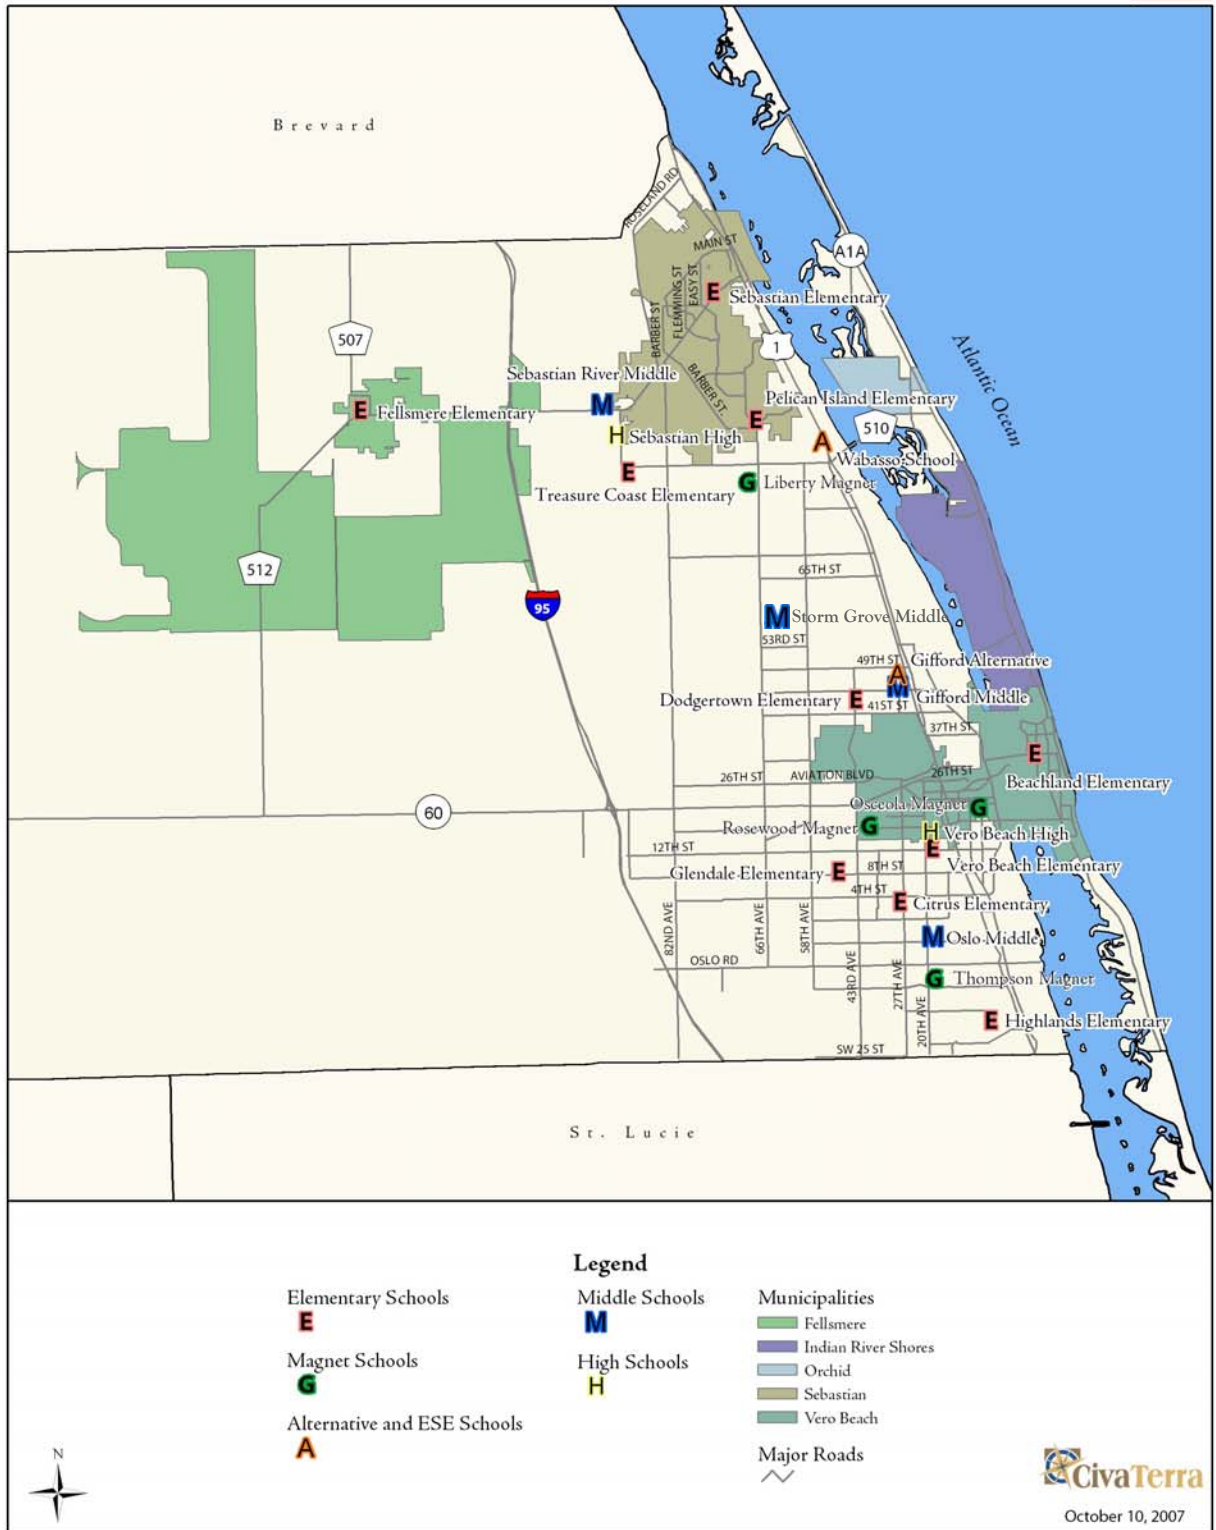 Brevard
ROSELAND RD
MAIN ST
A1A
FLEMMING ST
EASY ST
Sebastian Elementary
BARBER ST
507
1
Atlantic Ocean
Sebastian River Middle
M
BARBER ST.
E
Pelican Island Elementary
E
Fellsmere Elementary
E
510
H
Sebastian High
A
Wabasso School
E
Treasure Coast Elementary
G
Liberty Magnet
512
65TH ST
95
M
Storm Grove Middle
53RD ST
49TH ST
Gifford Alternative
A
M
Gifford Middle
Dodgertown Elementary
E
41ST ST
37TH ST
E
26TH ST
AVIATION BLVD
26TH ST
Beachland Elementary
Osceola Magnet
G
60
Rosewood Magnet
G
H
Vero Beach High
12TH ST
E
Vero Beach Elementary
Glendale Elementary
E
8TH ST
4TH ST
E
Citrus Elementary
82ND AVE
66TH AVE
58TH AVE
M
Oslo Middle
OSLO RD
43RD AVE
27TH AVE
G
Thompson Magnet
20TH AVE
E
Highlands Elementary
SW 25 ST
St. Lucie
Legend
Elementary Schools
E
Magnet Schools
G
Alternative and ESE Schools
A
Middle Schools
M
High Schools
H
Municipalities
Fellsmere
Indian River Shores
Orchid
Sebastian
Vero Beach
Major Roads
N
CivaTerra
October 10, 2007